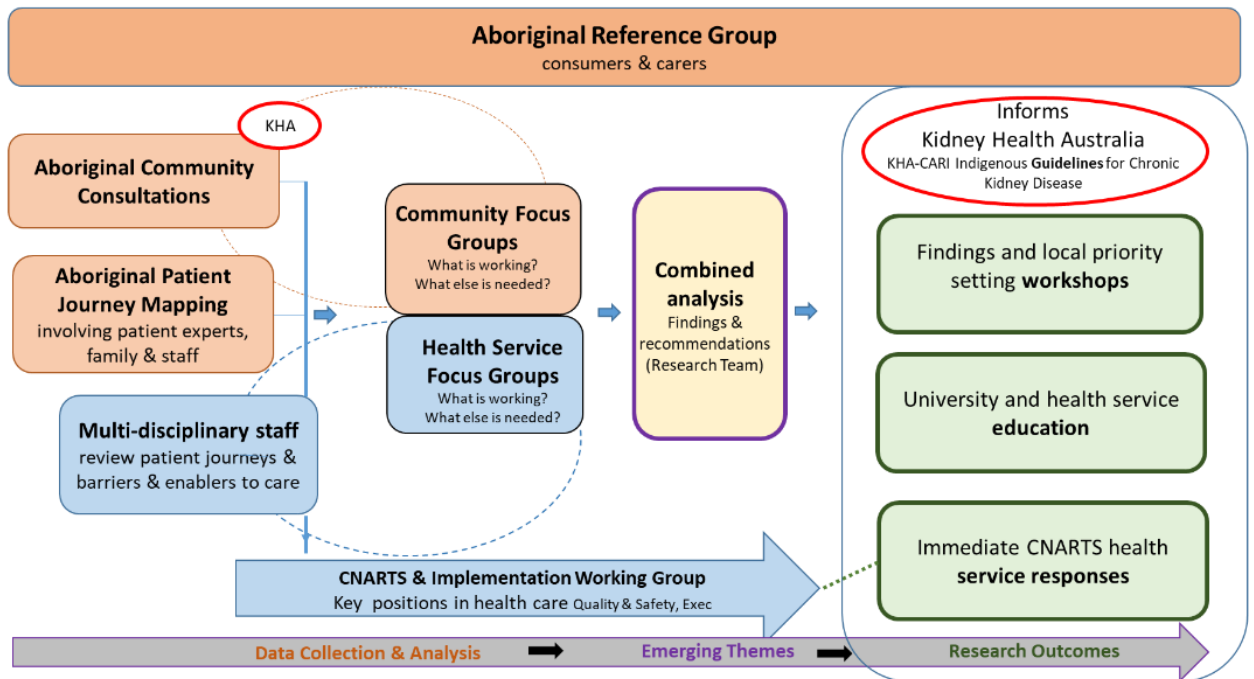 Aboriginal Reference Group
consumers & carers
KHA
Aboriginal Community
Consultations
Aboriginal Patient
Journey Mapping
involving patient experts,
family & staff
Multi-disciplinary staff
review patient journeys &
barriers & enablers to care
Community Focus
Groups
What is working?
What else is needed?
Health Service
Focus Groups
What is working?
What else is needed?
Combined
analysis
Findings &
recommendations
(Research Team)
Informs
Kidney Health Australia
KHA-CARI Indigenous Guidelines for Chronic
Kidney Disease
Findings and local priority
setting workshops
University and health service
education
Immediate CNARTS health
service responses
CNARTS & Implementation Working Group
Key positions in health care Quality & Safety, Exec
Data Collection & Analysis
Emerging Themes
Research Outcomes